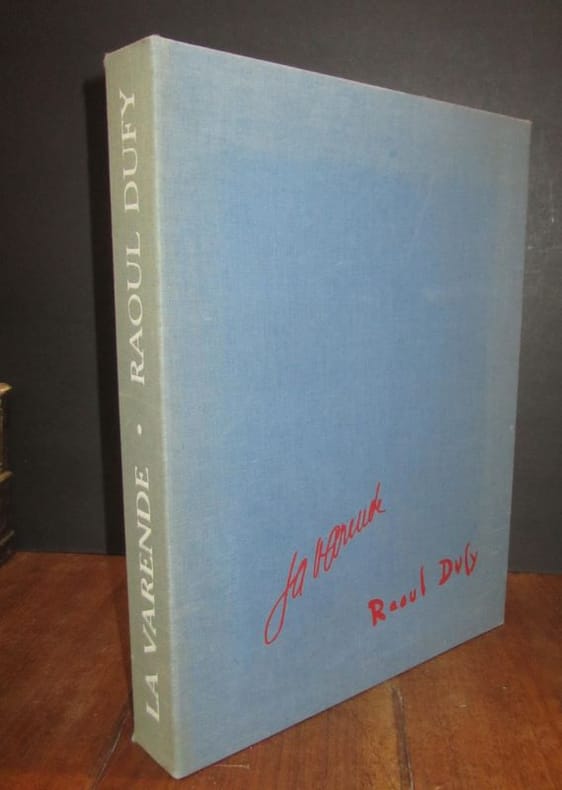 LA VARENDE • RAOUL DUFY
La Varende
Raoul Dufy